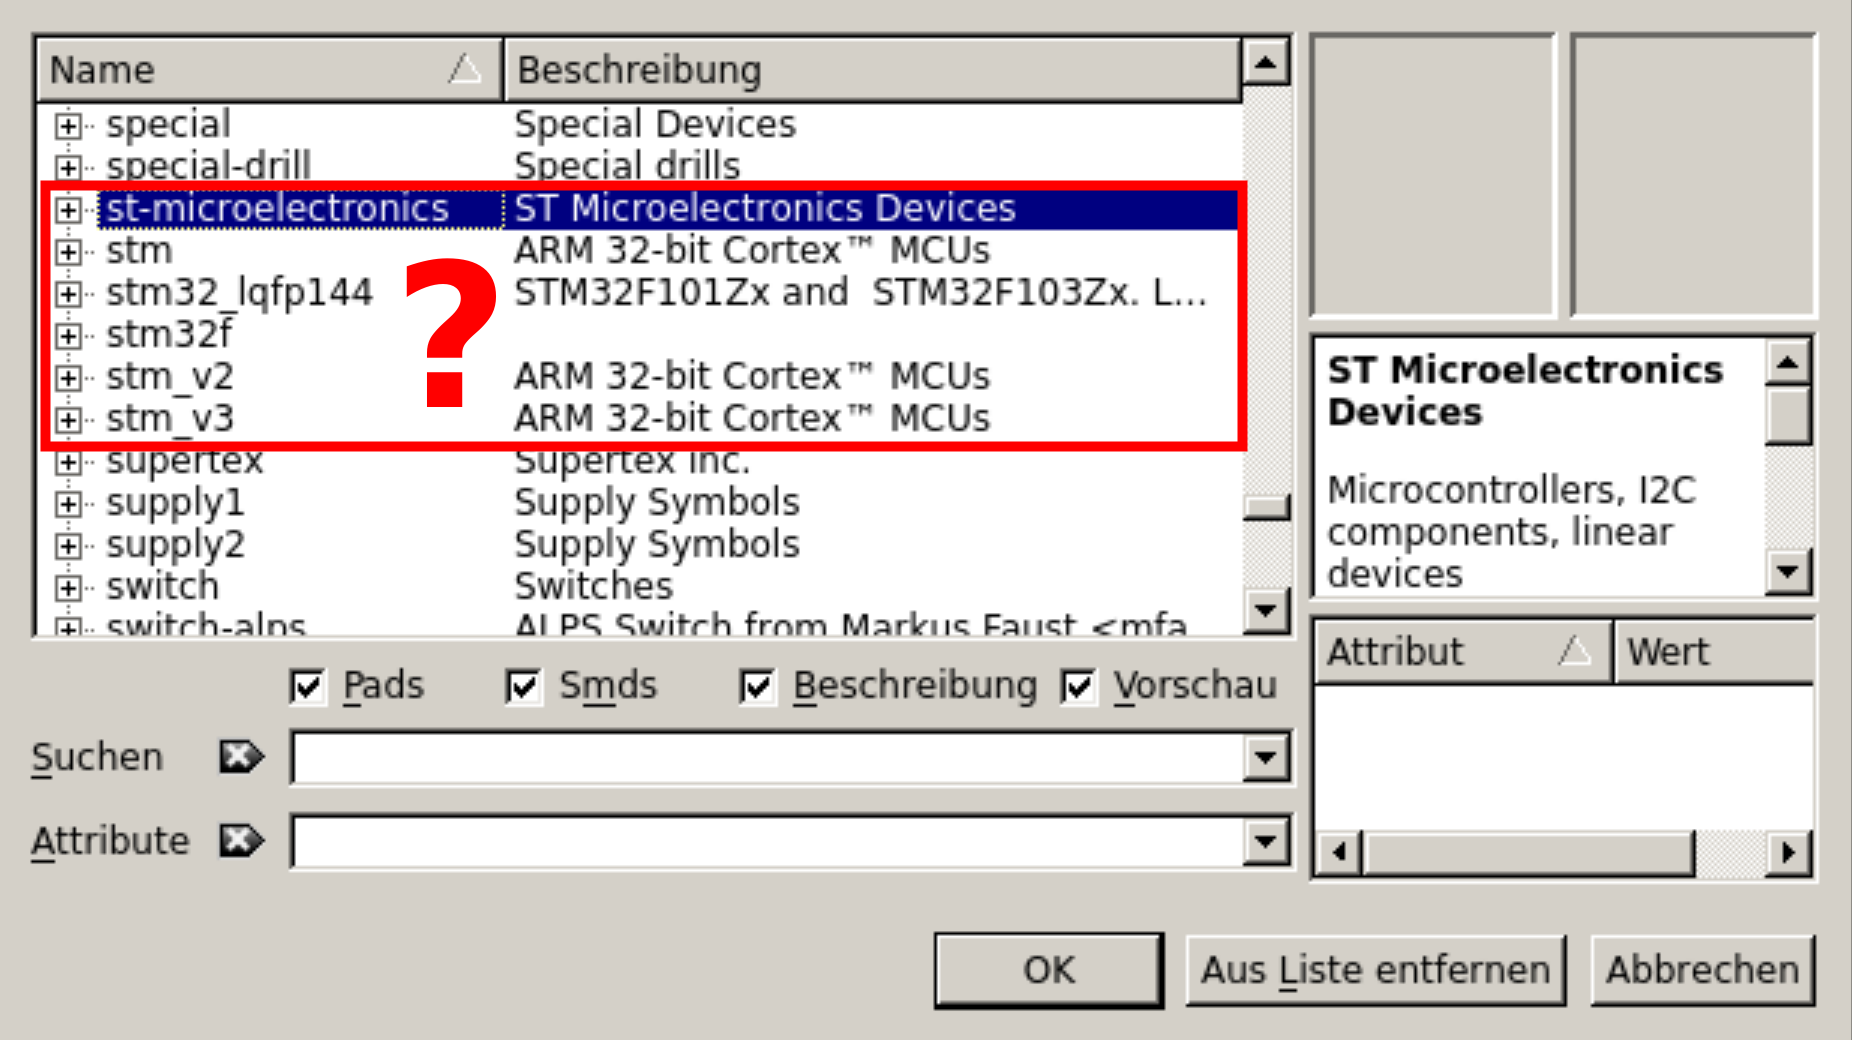 Name Beschreibung
special Special Devices
special-drill Special drills
st-microelectronics ST Microelectronics Devices
stm ARM 32-bit Cortex™ MCUs
stm32_lqfp144 STM32F101Zx and  STM32F103Zx. L...
stm32f
stm_v2 ARM 32-bit Cortex™ MCUs
stm_v3 ARM 32-bit Cortex™ MCUs
?
supertex Supertex Inc.
supply1 Supply Symbols
supply2 Supply Symbols
switch Switches
switch-alps ALPS Switch from Markus Faust <mfa
Pads Smds Beschreibung Vorschau
Suchen
Attribute
ST Microelectronics
Devices
Microcontrollers, I2C
components, linear
devices
Attribut Wert
OK Aus Liste entfernen Abbrechen